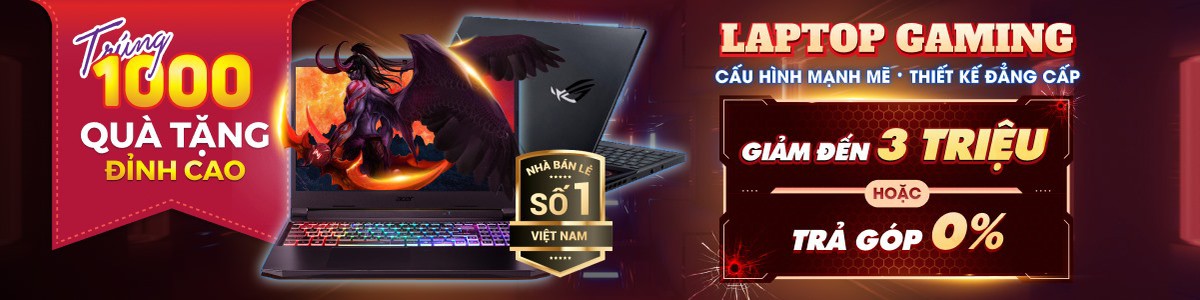 Trúng
1000
QUÀ TẶNG
ĐỈNH CAO
acer
NHÀ BÁN LẺ
SỐ 1
VIỆT NAM
LAPTOP GAMING
CẤU HÌNH MẠNH MẼ • THIẾT KẾ ĐẲNG CẤP
GIẢM ĐẾN 3 TRIỆU
HOẶC
TRẢ GÓP 0%